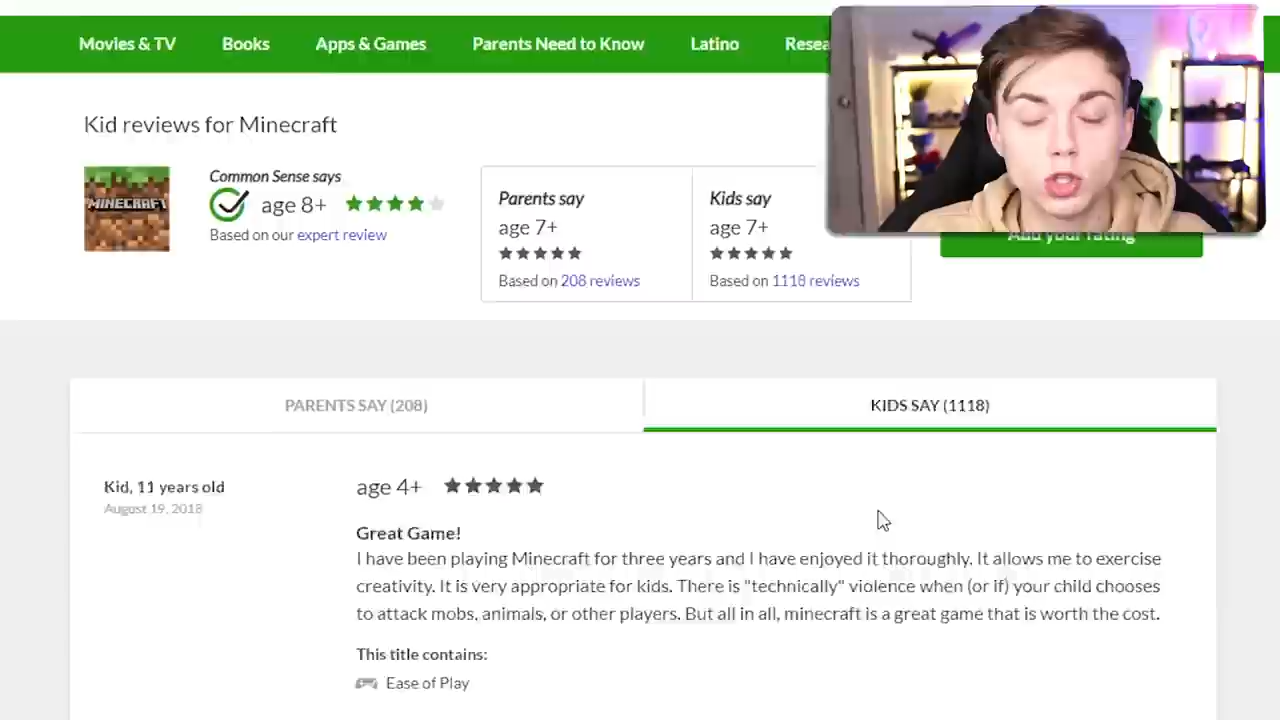 Movies & TV Books Apps & Games Parents Need to Know Latino Resea
Kid reviews for Minecraft
MINECRAFT
Common Sense says
age 8+
Based on our expert review
Parents say
age 7+
Based on 208 reviews
Kids say
age 7+
Based on 1118 reviews
Add your rating
PARENTS SAY (208)
KIDS SAY (1118)
Kid, 11 years old
August 19, 2018
age 4+
Great Game!
I have been playing Minecraft for three years and I have enjoyed it thoroughly. It allows me to exercise
creativity. It is very appropriate for kids. There is "technically" violence when (or if) your child chooses
to attack mobs, animals, or other players. But all in all, minecraft is a great game that is worth the cost.
This title contains:
Ease of Play